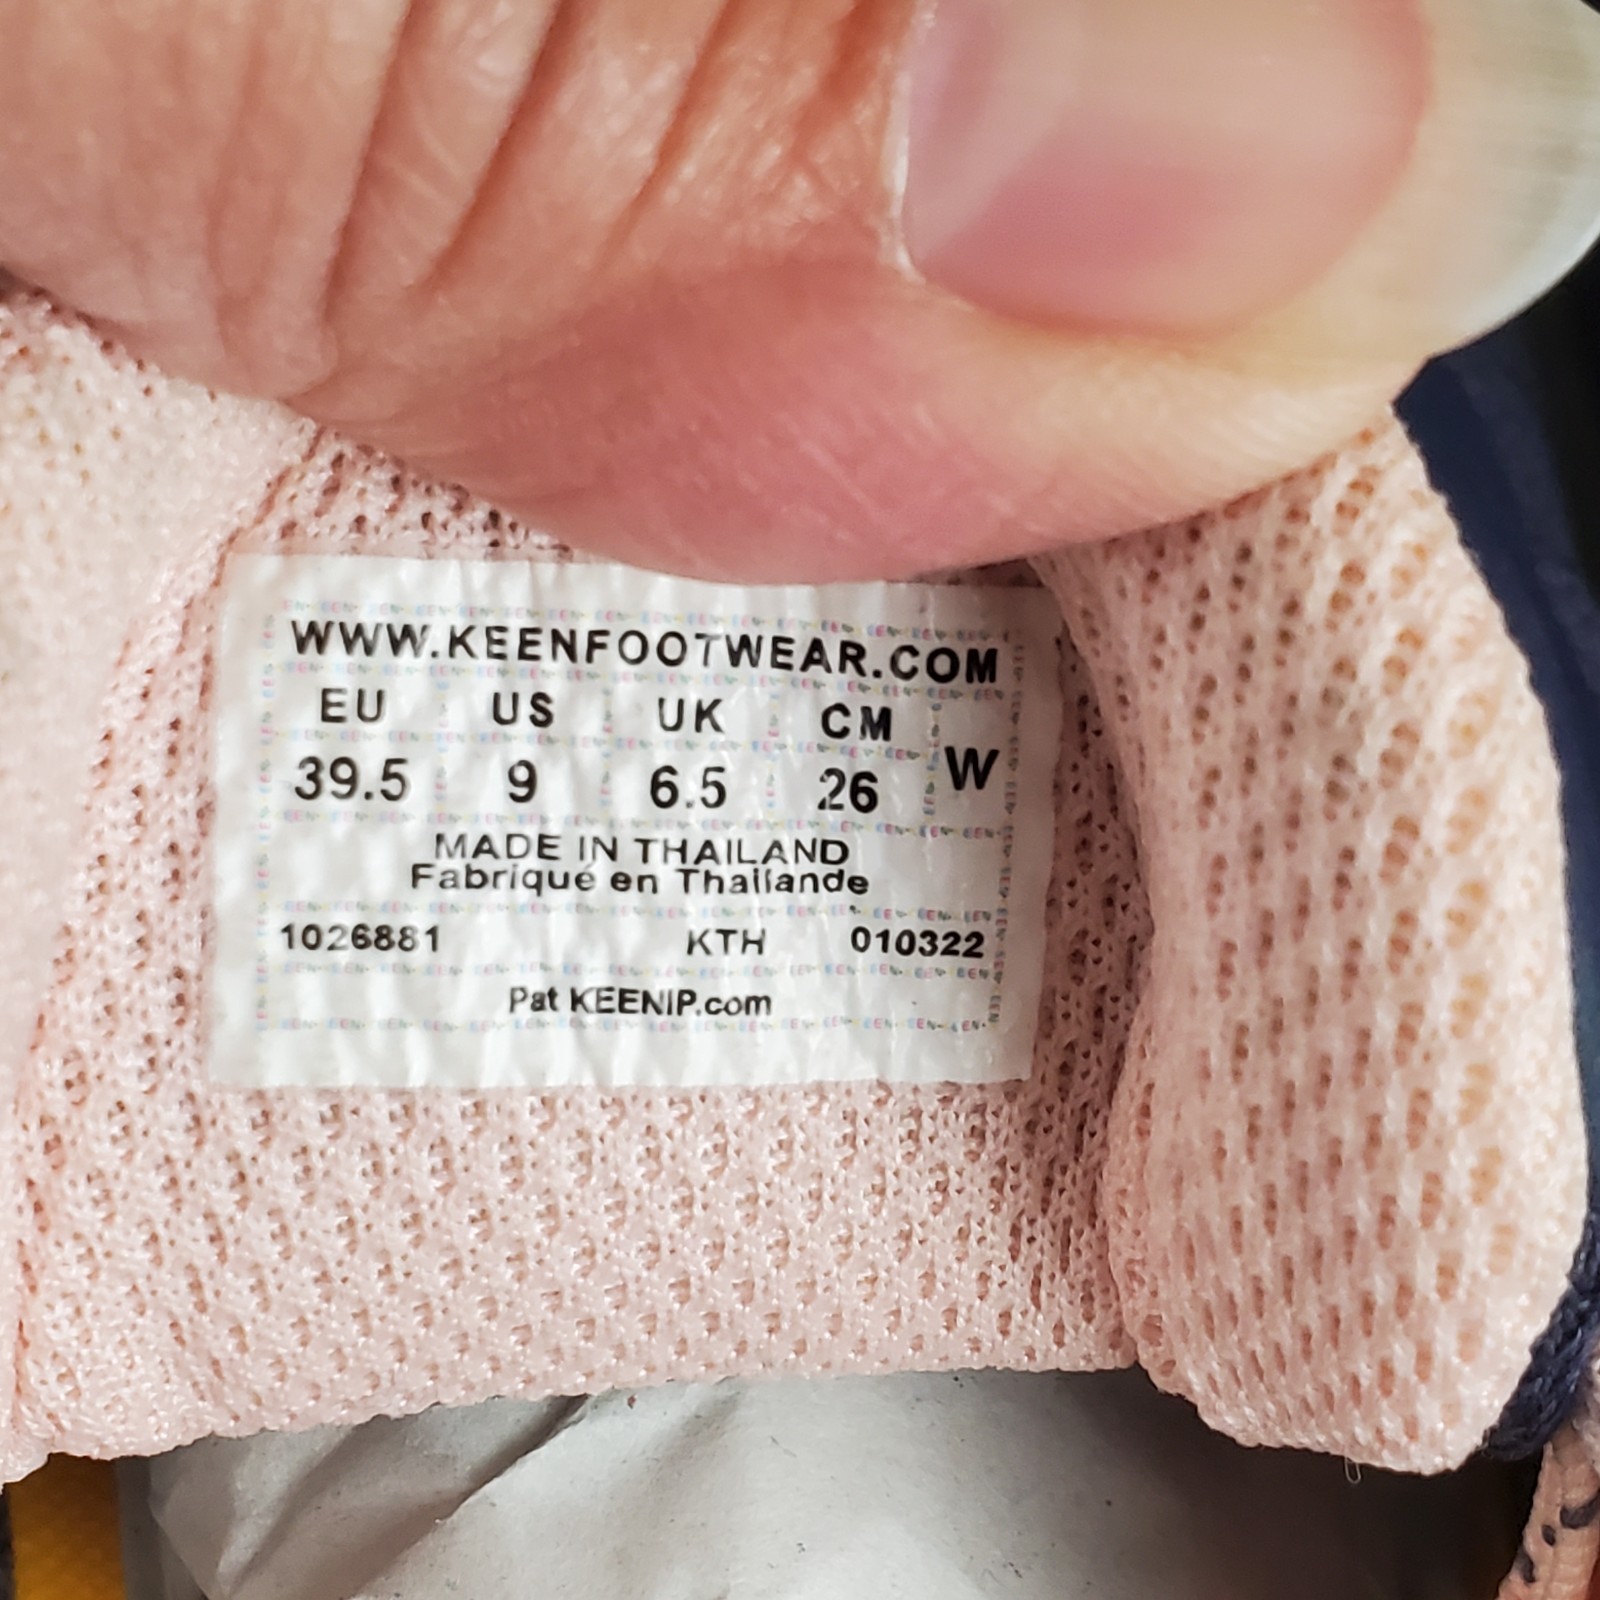 WWW.KEENFOOTWEAR.COM
EU US UK CM
39.5 9 6.5 26 W
MADE IN THAILAND
Fabriqué en Thaïlande
1026881 KTH 010322
Pat KEENIP.com